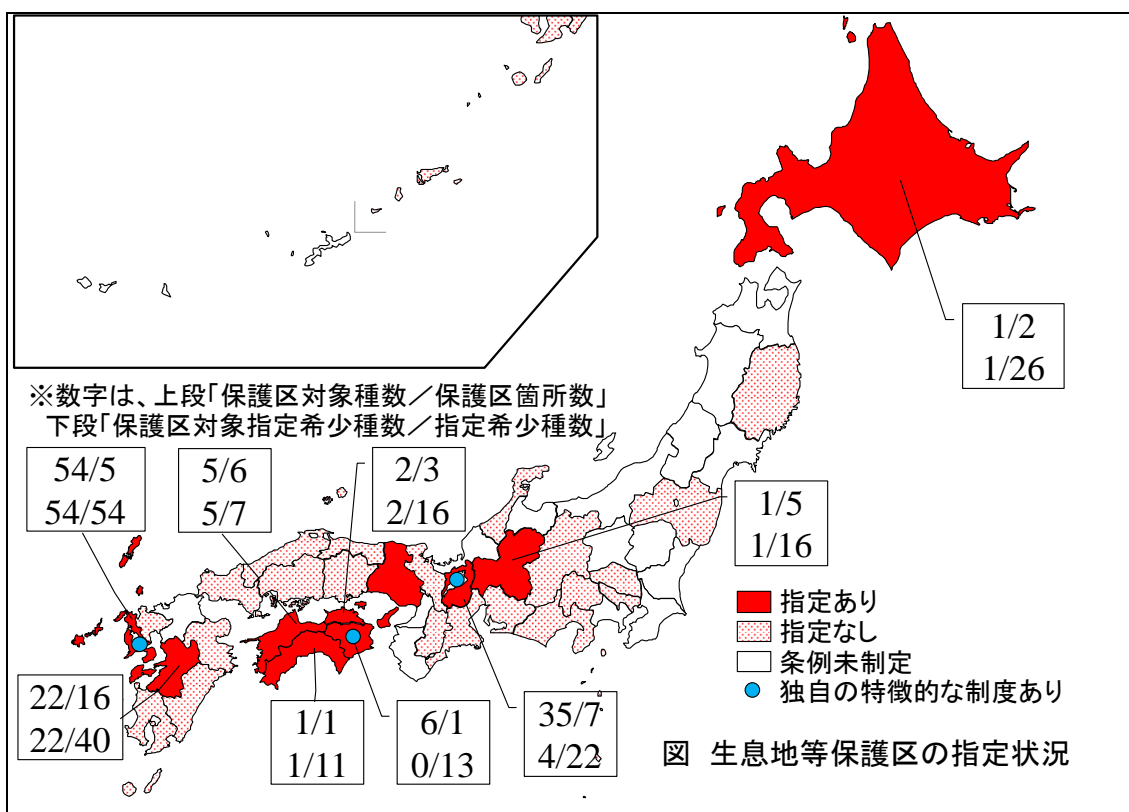 1/2
1/26
※数字は、上段「保護区対象種数／保護区箇所数」
下段「保護区対象指定希少種数／指定希少種数」
54/5
54/54
5/6
5/7
2/3
2/16
1/5
1/16
指定あり
指定なし
条例未制定
独自の特徴的な制度あり
22/16
22/40
1/1
1/11
6/1
0/13
35/7
4/22
図 生息地等保護区の指定状況